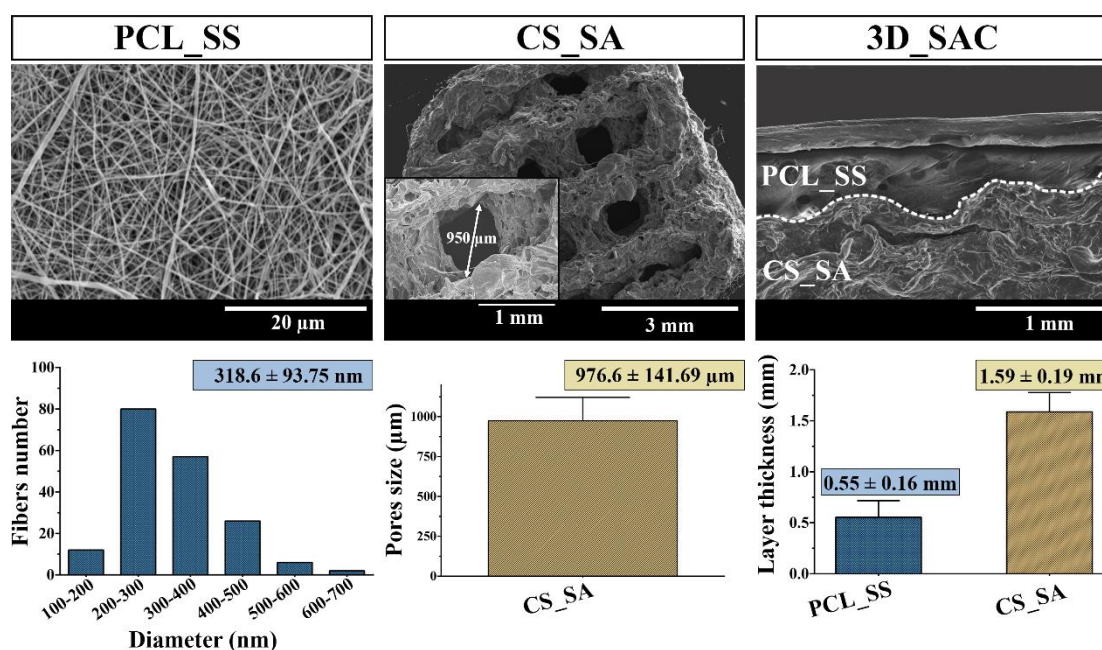 PCL_SS
CS_SA
3D_SAC
20 µm
950 µm
1 mm
3 mm
PCL_SS
CS_SA
1 mm
318.6 ± 93.75 nm
Fibers number
100
80
60
40
20
0
100-200
200-300
300-400
400-500
500-600
600-700
Diameter (nm)
976.6 ± 141.69 µm
Pores size (µm)
1000
750
500
250
0
CS_SA
1.59 ± 0.19 mm
0.55 ± 0.16 mm
Layer thickness (mm)
2.0
1.5
1.0
0.5
0.0
PCL_SS
CS_SA